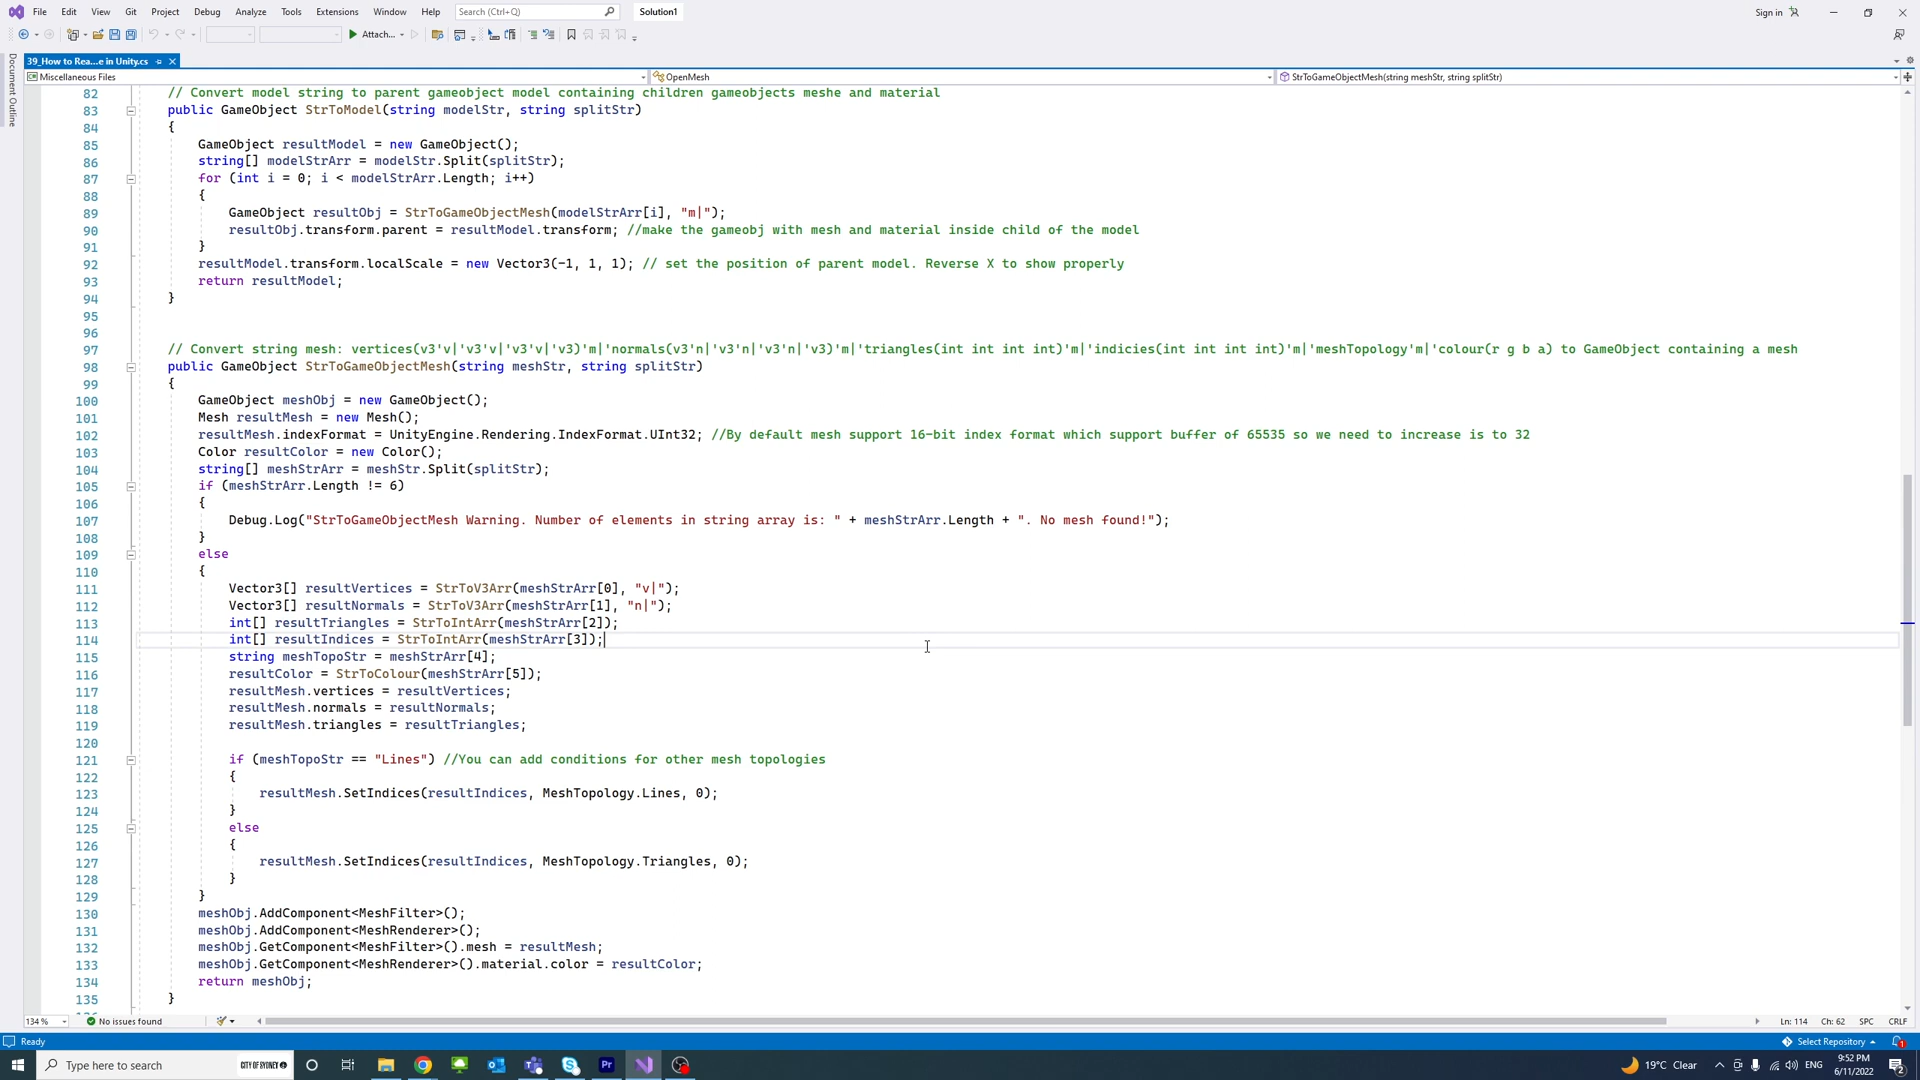 File Edit View Git Project Debug Analyze Tools Extensions Window Help Search (Ctrl+Q) Solution1 Sign in
Attach...
39_How to Rea...e in Unity.cs
Document Outline
Miscellaneous Files OpenMesh StrToGameObjectMesh(string meshStr, string splitStr)
82 // Convert model string to parent gameobject model containing children gameobjects meshe and material
83 public GameObject StrToModel(string modelStr, string splitStr)
84 {
85 GameObject resultModel = new GameObject();
86 string[] modelStrArr = modelStr.Split(splitStr);
87 for (int i = 0; i < modelStrArr.Length; i++)
88 {
89 GameObject resultObj = StrToGameObjectMesh(modelStrArr[i], "m|");
90 resultObj.transform.parent = resultModel.transform; //make the gameobj with mesh and material inside child of the model
91 }
92 resultModel.transform.localScale = new Vector3(-1, 1, 1); // set the position of parent model. Reverse X to show properly
93 return resultModel;
94 }
95
96
97 // Convert string mesh: vertices(v3'v|'v3'v|'v3'v|'v3)'m|'normals(v3'n|'v3'n|'v3'n|'v3)'m|'triangles(int int int int)'m|'indicies(int int int int)'m|'meshTopology'm|'colour(r g b a) to GameObject containing a mesh
98 public GameObject StrToGameObjectMesh(string meshStr, string splitStr)
99 {
100 GameObject meshObj = new GameObject();
101 Mesh resultMesh = new Mesh();
102 resultMesh.indexFormat = UnityEngine.Rendering.IndexFormat.UInt32; //By default mesh support 16-bit index format which support buffer of 65535 so we need to increase is to 32
103 Color resultColor = new Color();
104 string[] meshStrArr = meshStr.Split(splitStr);
105 if (meshStrArr.Length != 6)
106 {
107 Debug.Log("StrToGameObjectMesh Warning. Number of elements in string array is: " + meshStrArr.Length + ". No mesh found!");
108 }
109 else
110 {
111 Vector3[] resultVertices = StrToV3Arr(meshStrArr[0], "v|");
112 Vector3[] resultNormals = StrToV3Arr(meshStrArr[1], "n|");
113 int[] resultTriangles = StrToIntArr(meshStrArr[2]);
114 int[] resultIndices = StrToIntArr(meshStrArr[3]);
115 string meshTopoStr = meshStrArr[4];
116 resultColor = StrToColour(meshStrArr[5]);
117 resultMesh.vertices = resultVertices;
118 resultMesh.normals = resultNormals;
119 resultMesh.triangles = resultTriangles;
120
121 if (meshTopoStr == "Lines") //You can add conditions for other mesh topologies
122 {
123 resultMesh.SetIndices(resultIndices, MeshTopology.Lines, 0);
124 }
125 else
126 {
127 resultMesh.SetIndices(resultIndices, MeshTopology.Triangles, 0);
128 }
129 }
130 meshObj.AddComponent<MeshFilter>();
131 meshObj.AddComponent<MeshRenderer>();
132 meshObj.GetComponent<MeshFilter>().mesh = resultMesh;
133 meshObj.GetComponent<MeshRenderer>().material.color = resultColor;
134 return meshObj;
135 }
134 % No issues found Ln: 114 Ch: 62 SPC CRLF
Ready Select Repository 1
Type here to search CITY OF SYDNEY Pr 19°C Clear ENG 9:52 PM
6/11/2022 2